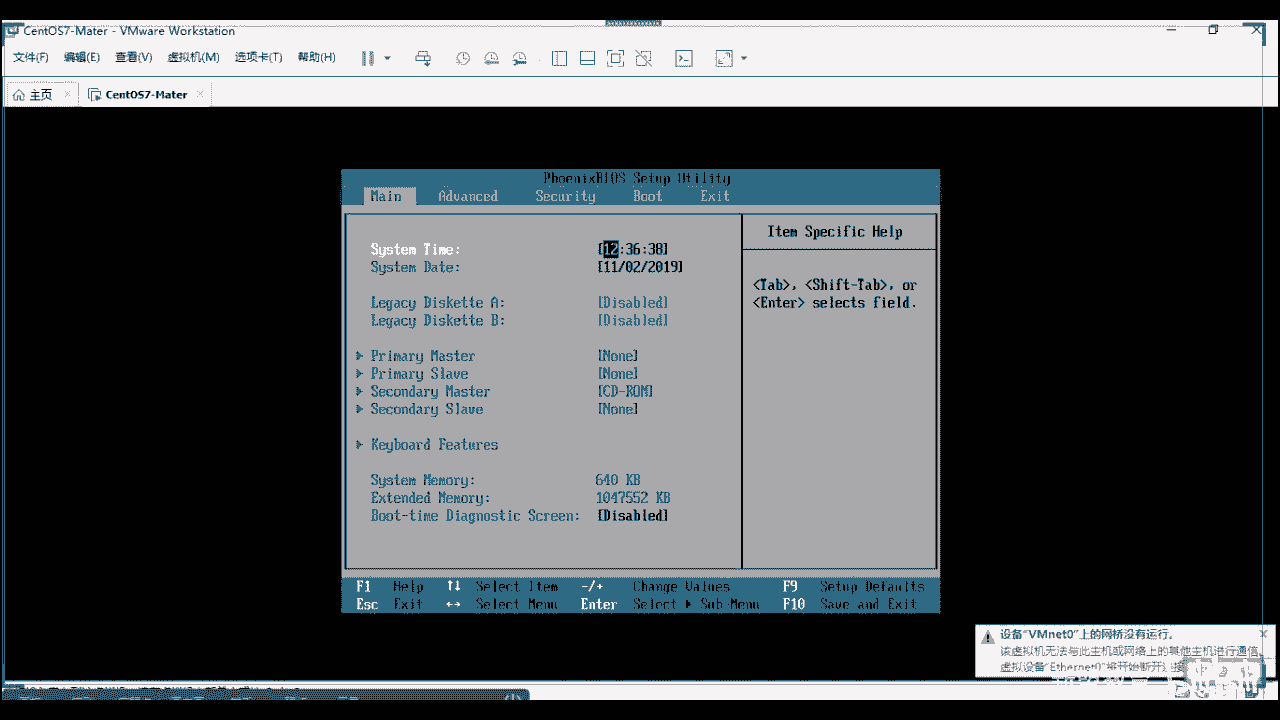 CentOS7-Mater - VMware Workstation
文件(F) 编辑(E) 查看(V) 虚拟机(M) 选项卡(T) 帮助(H)
主页 × CentOS7-Mater ×
PhoenixBIOS Setup Utility
Main Advanced Security Boot Exit
Item Specific Help
System Time: [12:36:38]
System Date: [11/02/2019]
<Tab>, <Shift-Tab>, or
<Enter> selects field.
Legacy Diskette A: [Disabled]
Legacy Diskette B: [Disabled]
Primary Master [None]
Primary Slave [None]
Secondary Master [CD-ROM]
Secondary Slave [None]
Keyboard Features
System Memory: 640 KB
Extended Memory: 1047552 KB
Boot-time Diagnostic Screen: [Disabled]
F1 Help ↑↓ Select Item -/+ Change Values F9 Setup Defaults
Esc Exit ↔ Select Menu Enter Select ▶ Sub-Menu F10 Save and Exit
设备"VMnet0"上的网桥没有运行。
该虚拟机无法与此主机或网络上的其他主机进行通信
虚拟设备"Ethernet0"将开始断开